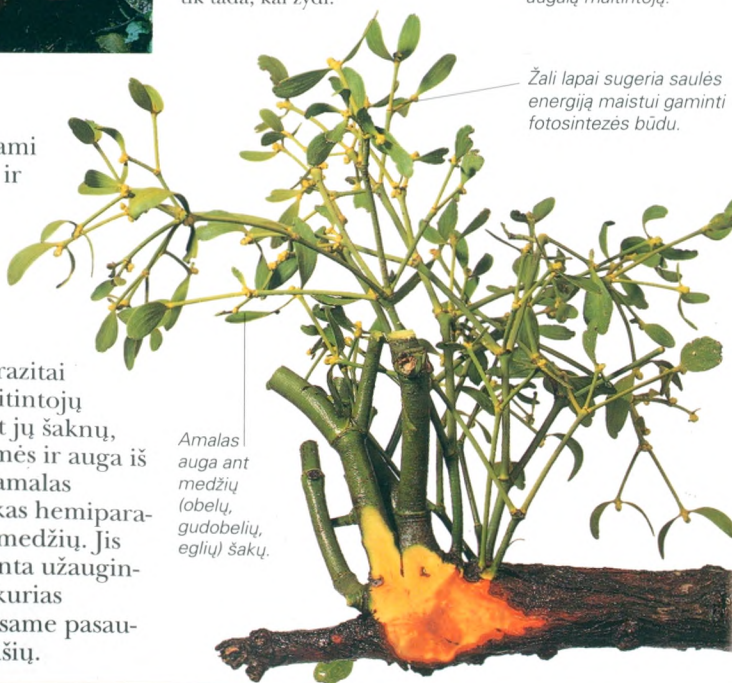 tik tada, kai žydi.
augalų maitintojų.
Žali lapai sugeria saulės
energiją maistui gaminti
fotosintezės būdu.
ami
ir
razitai
itintojų
t jų šaknų,
nės ir auga iš
amalas
kas hemipara-
medžių. Jis
nta užaugin-
kurias
same pasau-
šių.
Amalas
auga ant
medžių
(obelų,
gudobelių,
eglių) šakų.